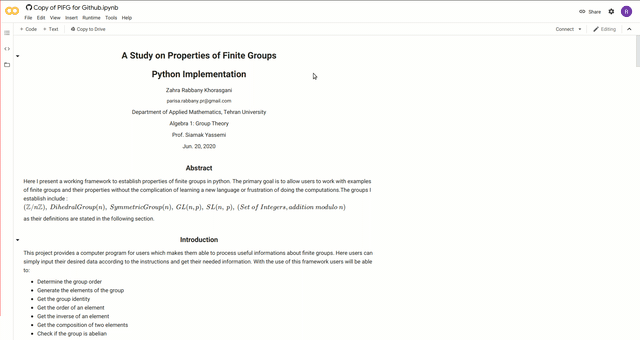 Copy of PIFG for Github.ipynb
File Edit View Insert Runtime Tools Help
Share
R
+ Code + Text Copy to Drive
Connect
Editing
A Study on Properties of Finite Groups
Python Implementation
Zahra Rabbany Khorasgani
parisa.rabbany.pr@gmail.com
Department of Applied Mathematics, Tehran University
Algebra 1: Group Theory
Prof. Siamak Yassemi
Jun. 20, 2020
Abstract
Here I present a working framework to establish properties of finite groups in python. The primary goal is to allow users to work with examples
of finite groups and their properties without the complication of learning a new language or frustration of doing the computations.The groups I
establish include :
(Z/nZ), DihedralGroup(n), SymmetricGroup(n), GL(n, p), SL(n, p), (Set of Integers, addition modulo n)
as their definitions are stated in the following section.
Introduction
This project provides a computer program for users which makes them able to process useful informations about finite groups. Here users can
simply input their desired data according to the instructions and get their needed information. With the use of this framework users will be able
to:
• Determine the group order
• Generate the elements of the group
• Get the group identity
• Get the order of an element
• Get the inverse of an element
• Get the composition of two elements
• Check if the group is abelian